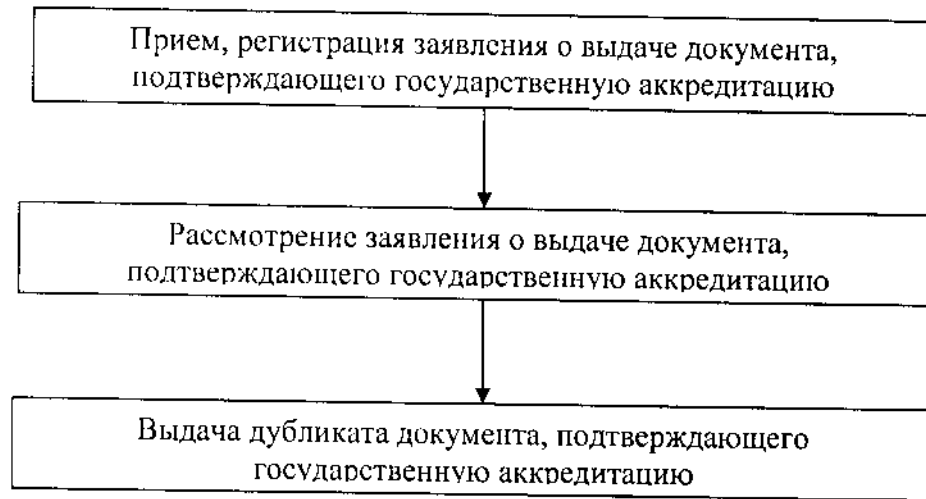 Прием, регистрация заявления о выдаче документа,
подтверждающего государственную аккредитацию
Рассмотрение заявления о выдаче документа,
подтверждающего государственную аккредитацию
Выдача дубликата документа, подтверждающего
государственную аккредитацию